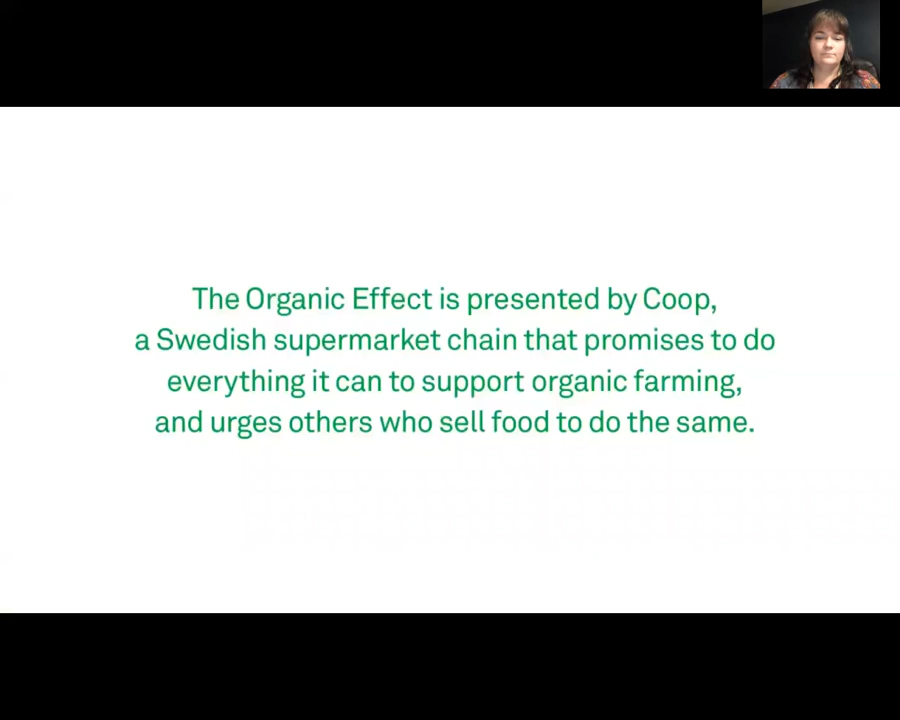 The Organic Effect is presented by Coop,
a Swedish supermarket chain that promises to do
everything it can to support organic farming,
and urges others who sell food to do the same.